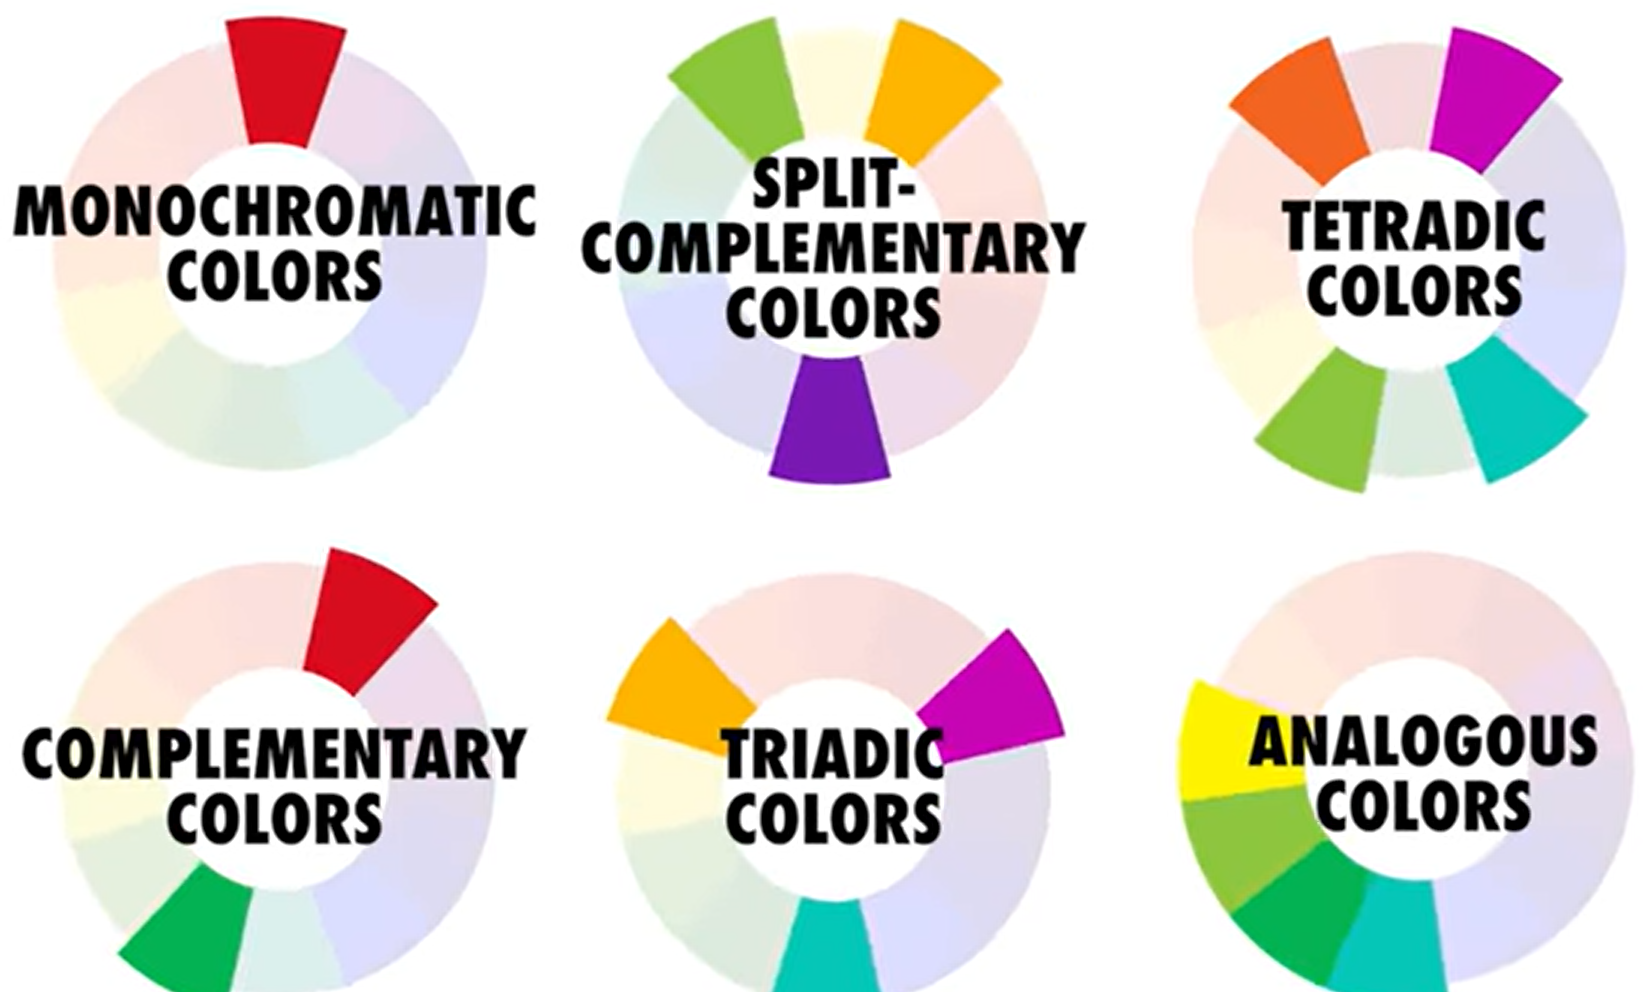 MONOCHROMATIC
COLORS
SPLIT-
COMPLEMENTARY
COLORS
TETRADIC
COLORS
COMPLEMENTARY
COLORS
TRIADIC
COLORS
ANALOGOUS
COLORS